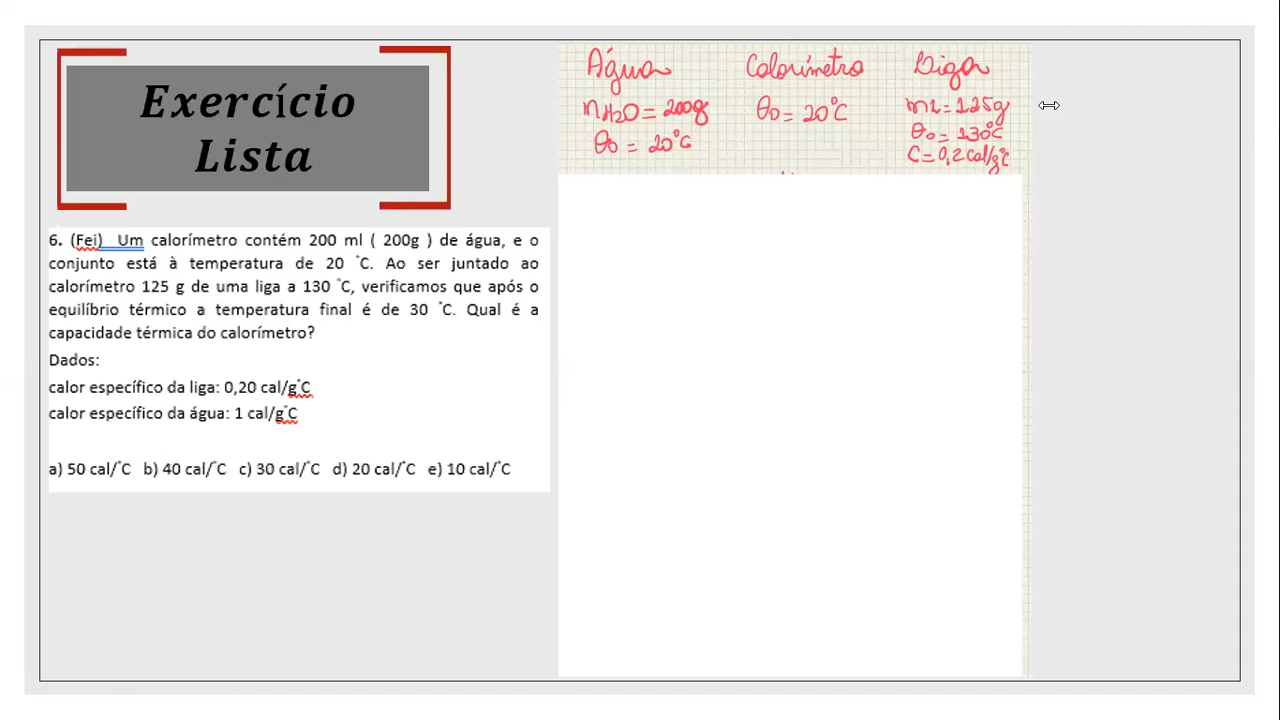 Exercício
Lista
6. (Fei) Um calorímetro contém 200 ml ( 200g ) de água, e o
conjunto está à temperatura de 20 ˚C. Ao ser juntado ao
calorímetro 125 g de uma liga a 130 ˚C, verificamos que após o
equilíbrio térmico a temperatura final é de 30 ˚C. Qual é a
capacidade térmica do calorímetro?
Dados:
calor específico da liga: 0,20 cal/g˚C
calor específico da água: 1 cal/g˚C
a) 50 cal/˚C b) 40 cal/˚C c) 30 cal/˚C d) 20 cal/˚C e) 10 cal/˚C
Água
mH2O = 200g
θo = 20°C
Calorímetro
θo = 20°C
Liga
mL = 125g
θo = 130°C
C = 0,2 cal/g°C